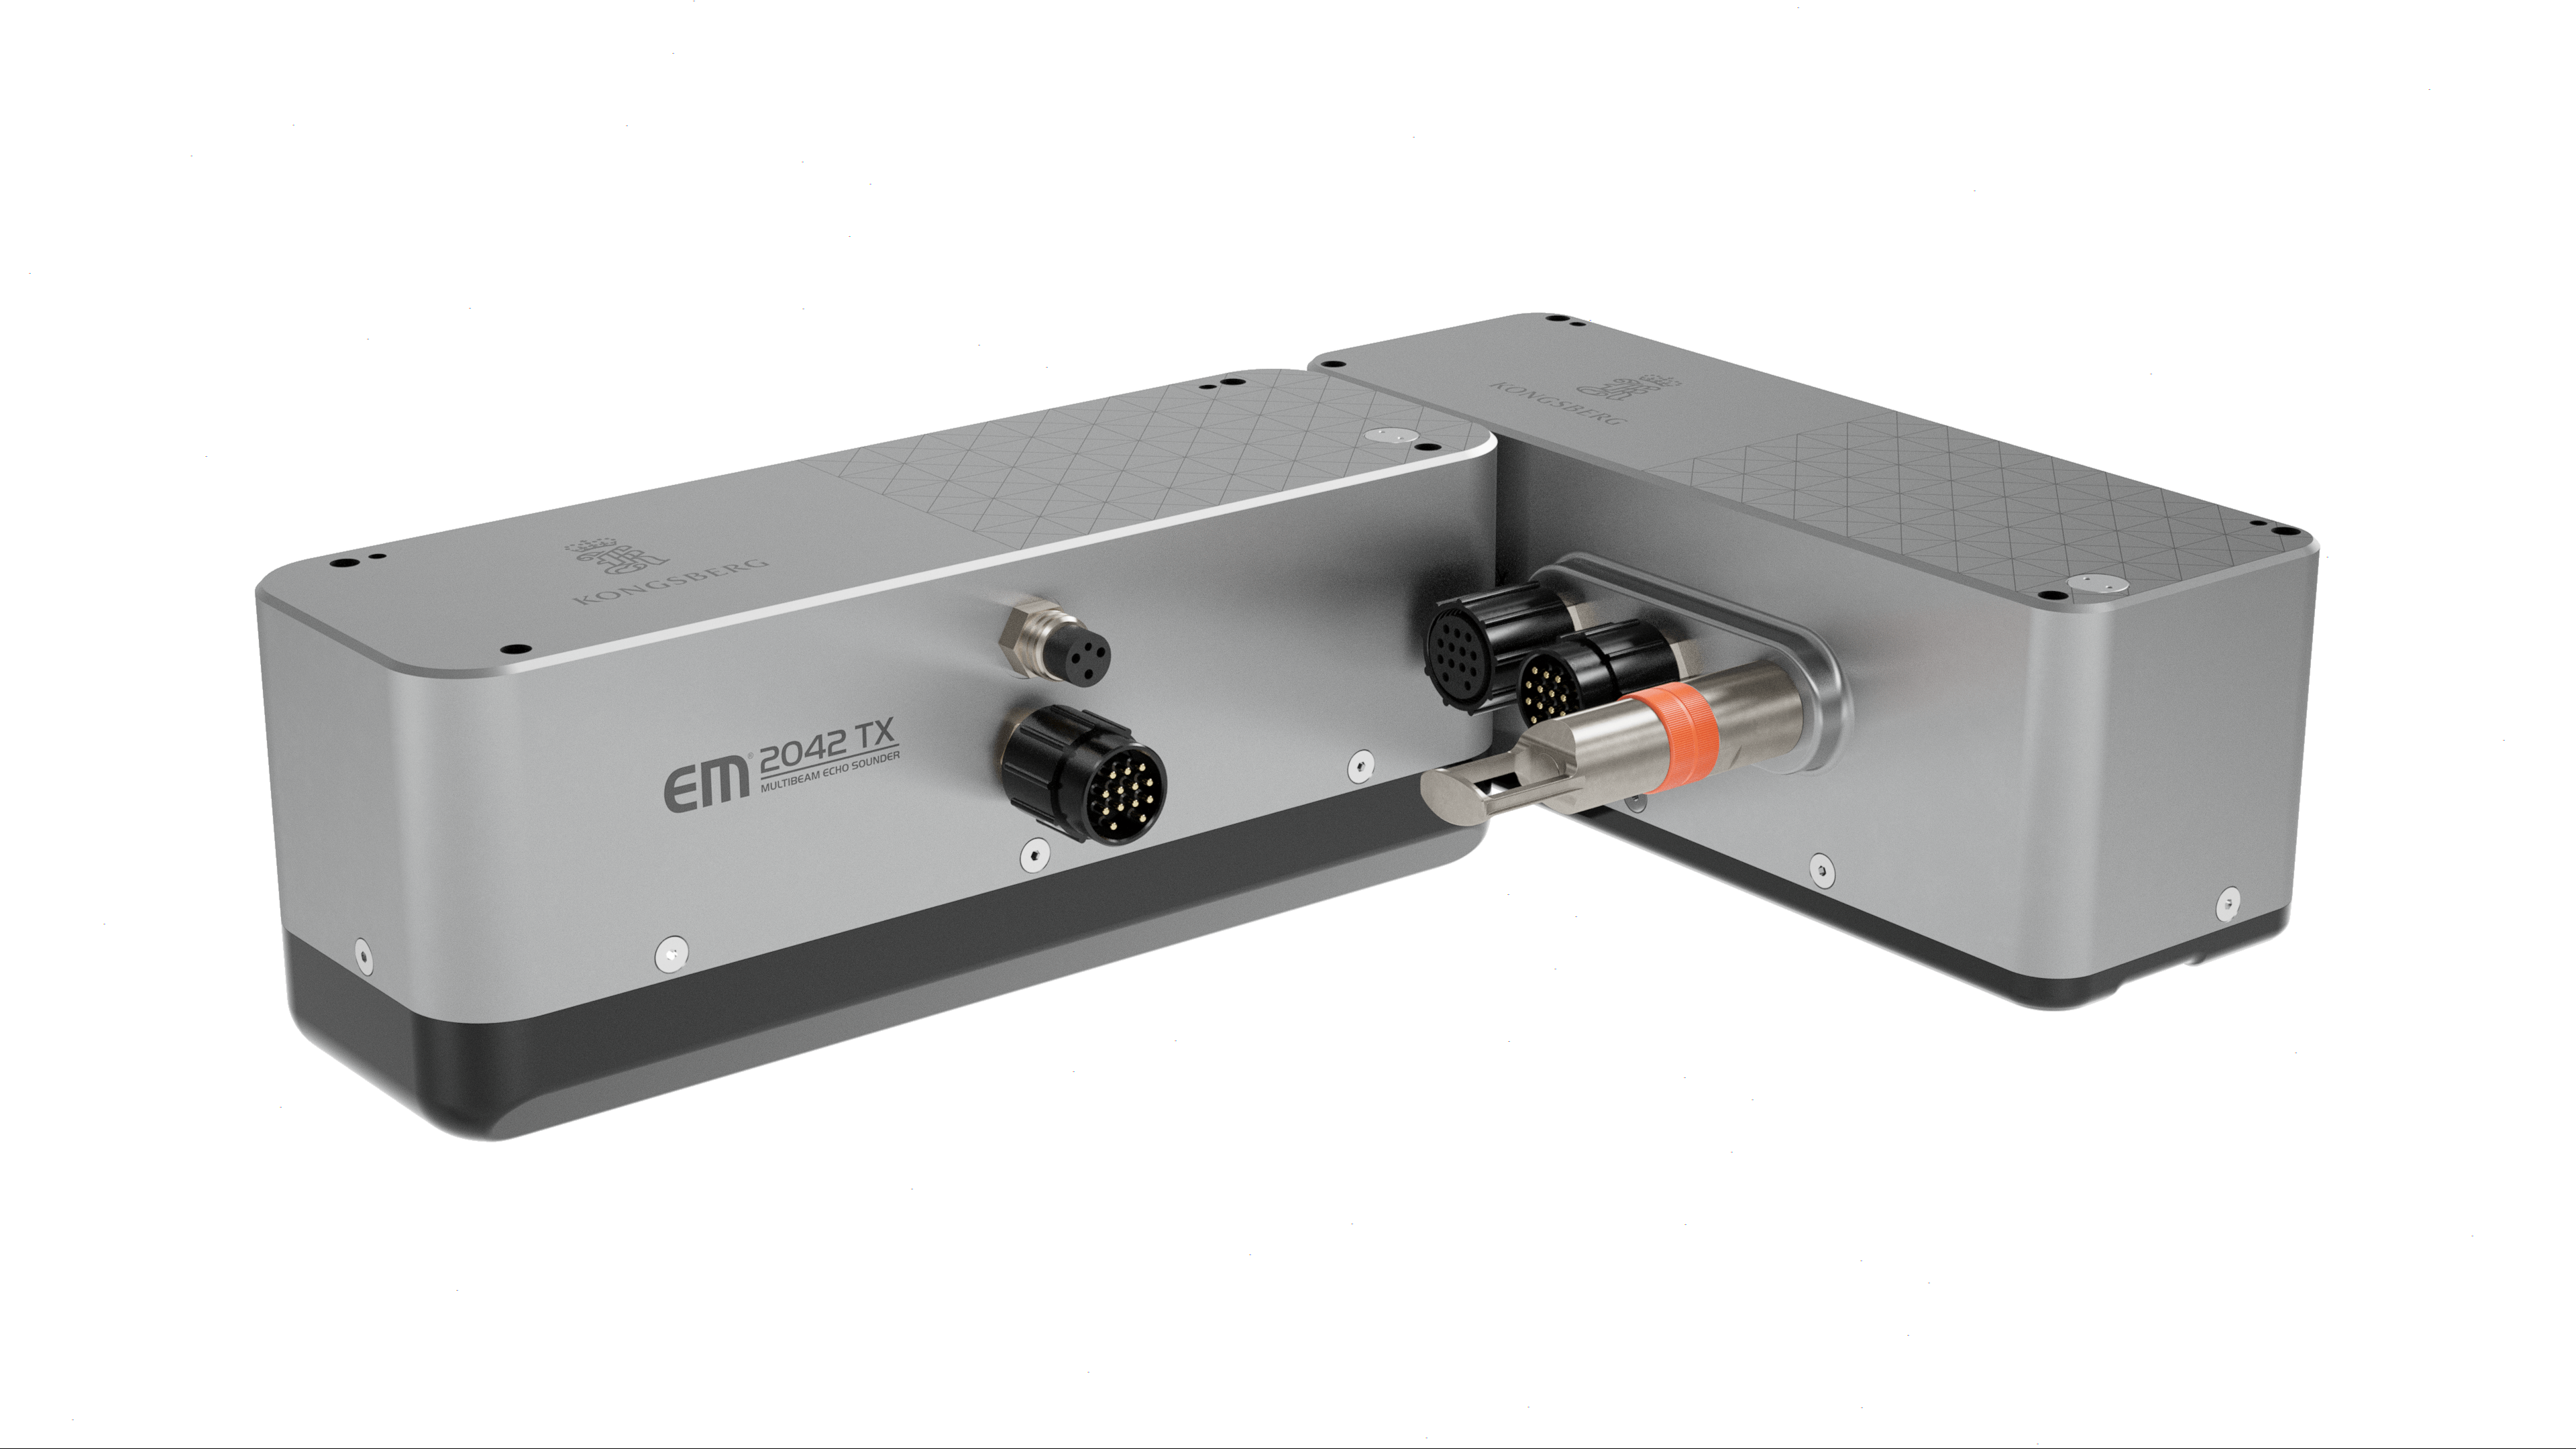 KONGSBERG
KONGSBERG
EM® 2042 TX
MULTIBEAM ECHO SOUNDER